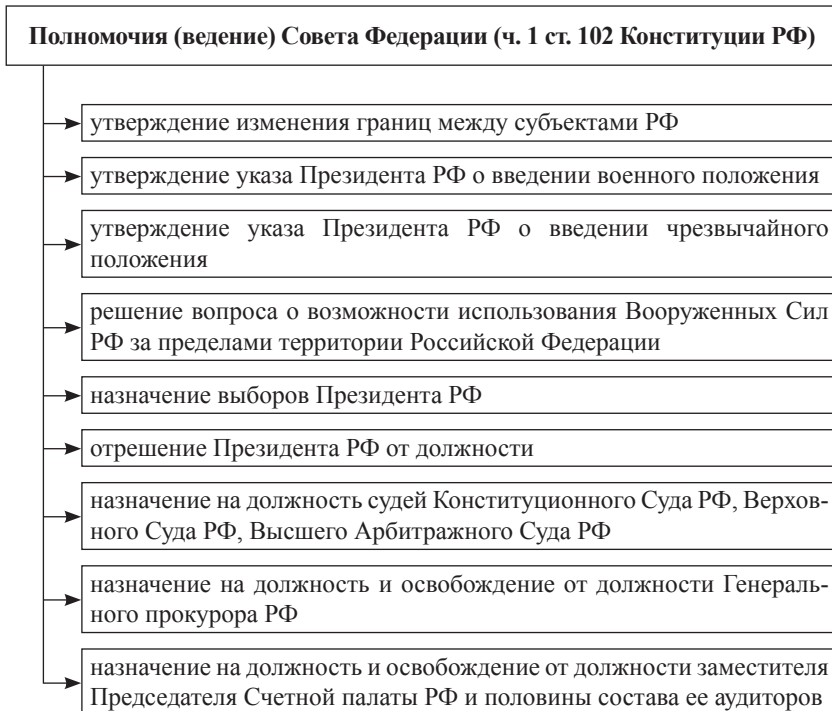 Полномочия (ведение) Совета Федерации (ч. 1 ст. 102 Конституции РФ)
утверждение изменения границ между субъектами РФ
утверждение указа Президента РФ о введении военного положения
утверждение указа Президента РФ о введении чрезвычайного
положения
решение вопроса о возможности использования Вооруженных Сил
РФ за пределами территории Российской Федерации
назначение выборов Президента РФ
отрешение Президента РФ от должности
назначение на должность судей Конституционного Суда РФ, Верхов-
ного Суда РФ, Высшего Арбитражного Суда РФ
назначение на должность и освобождение от должности Генераль-
ного прокурора РФ
назначение на должность и освобождение от должности заместителя
Председателя Счетной палаты РФ и половины состава ее аудиторов